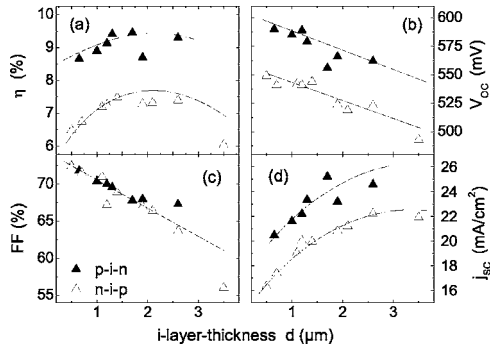 (a)
(b)
10
9
8
7
6
η (%)
600
575
550
525
500
V_OC (mV)
(c)
(d)
70
65
60
55
FF (%)
▲ p-i-n
△ n-i-p
26
24
22
20
18
16
j_SC (mA/cm²)
1 2 3
1 2 3
i-layer-thickness d (μm)